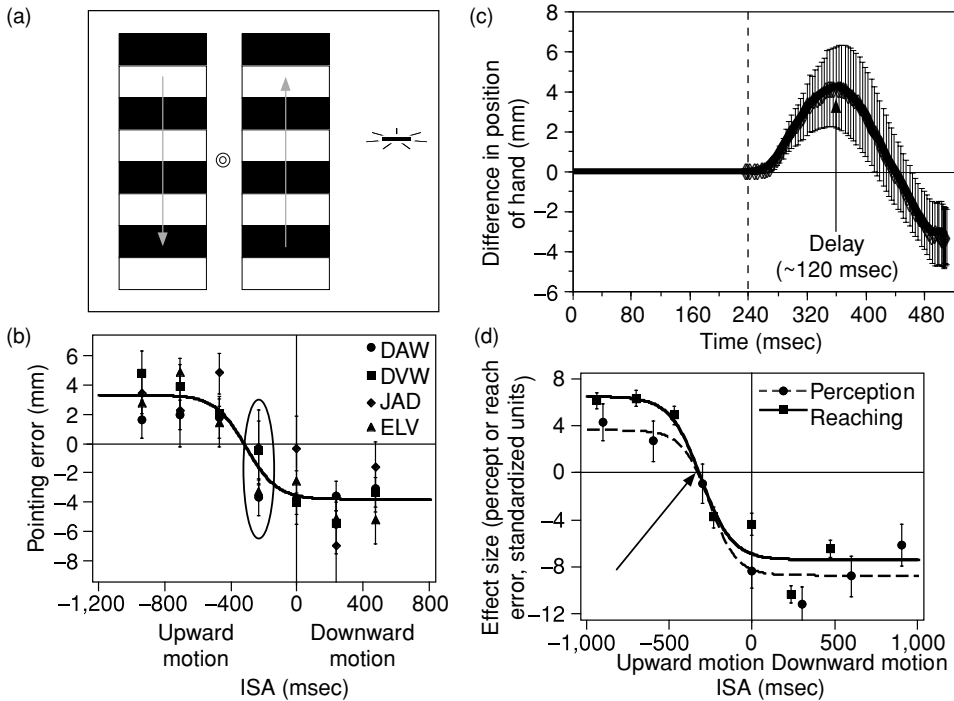 (a)
(b)
Pointing error (mm)
6
4
2
0
−2
−4
−6
−8
DAW
DVW
JAD
ELV
−1,200 −800 −400 0 400 800
Upward Downward
motion motion
ISA (msec)
(c)
Difference in position
of hand (mm)
8
6
4
2
0
−2
−4
−6
Delay
(~120 msec)
0 80 160 240 320 400 480
Time (msec)
(d)
Effect size (percept or reach
error, standardized units)
8
4
0
−4
−8
−12
Perception
Reaching
−1,000 −500 0 500 1,000
Upward motion Downward motion
ISA (msec)